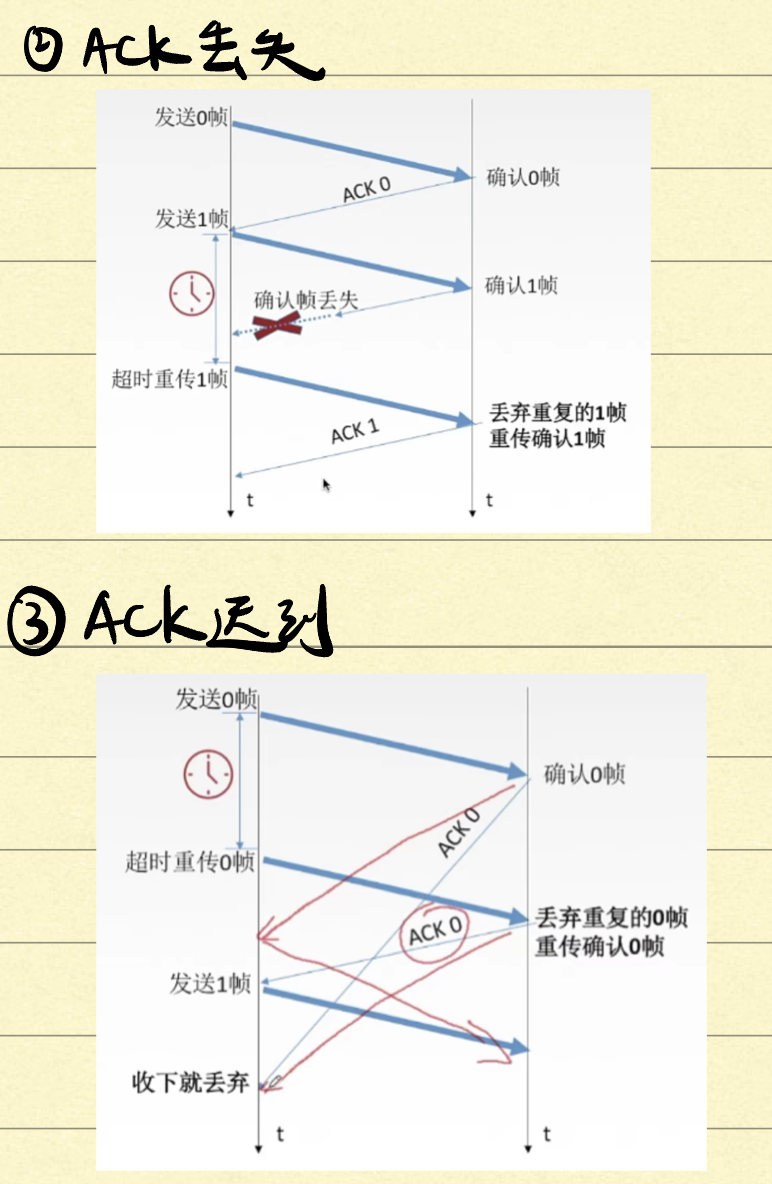 ② ACK丢失
发送0帧
ACK 0
确认0帧
发送1帧
确认1帧
确认帧丢失
超时重传1帧
丢弃重复的1帧
重传确认1帧
ACK 1
t
t
③ ACK迟到
发送0帧
确认0帧
ACK 0
超时重传0帧
丢弃重复的0帧
重传确认0帧
ACK 0
发送1帧
收下就丢弃
t
t